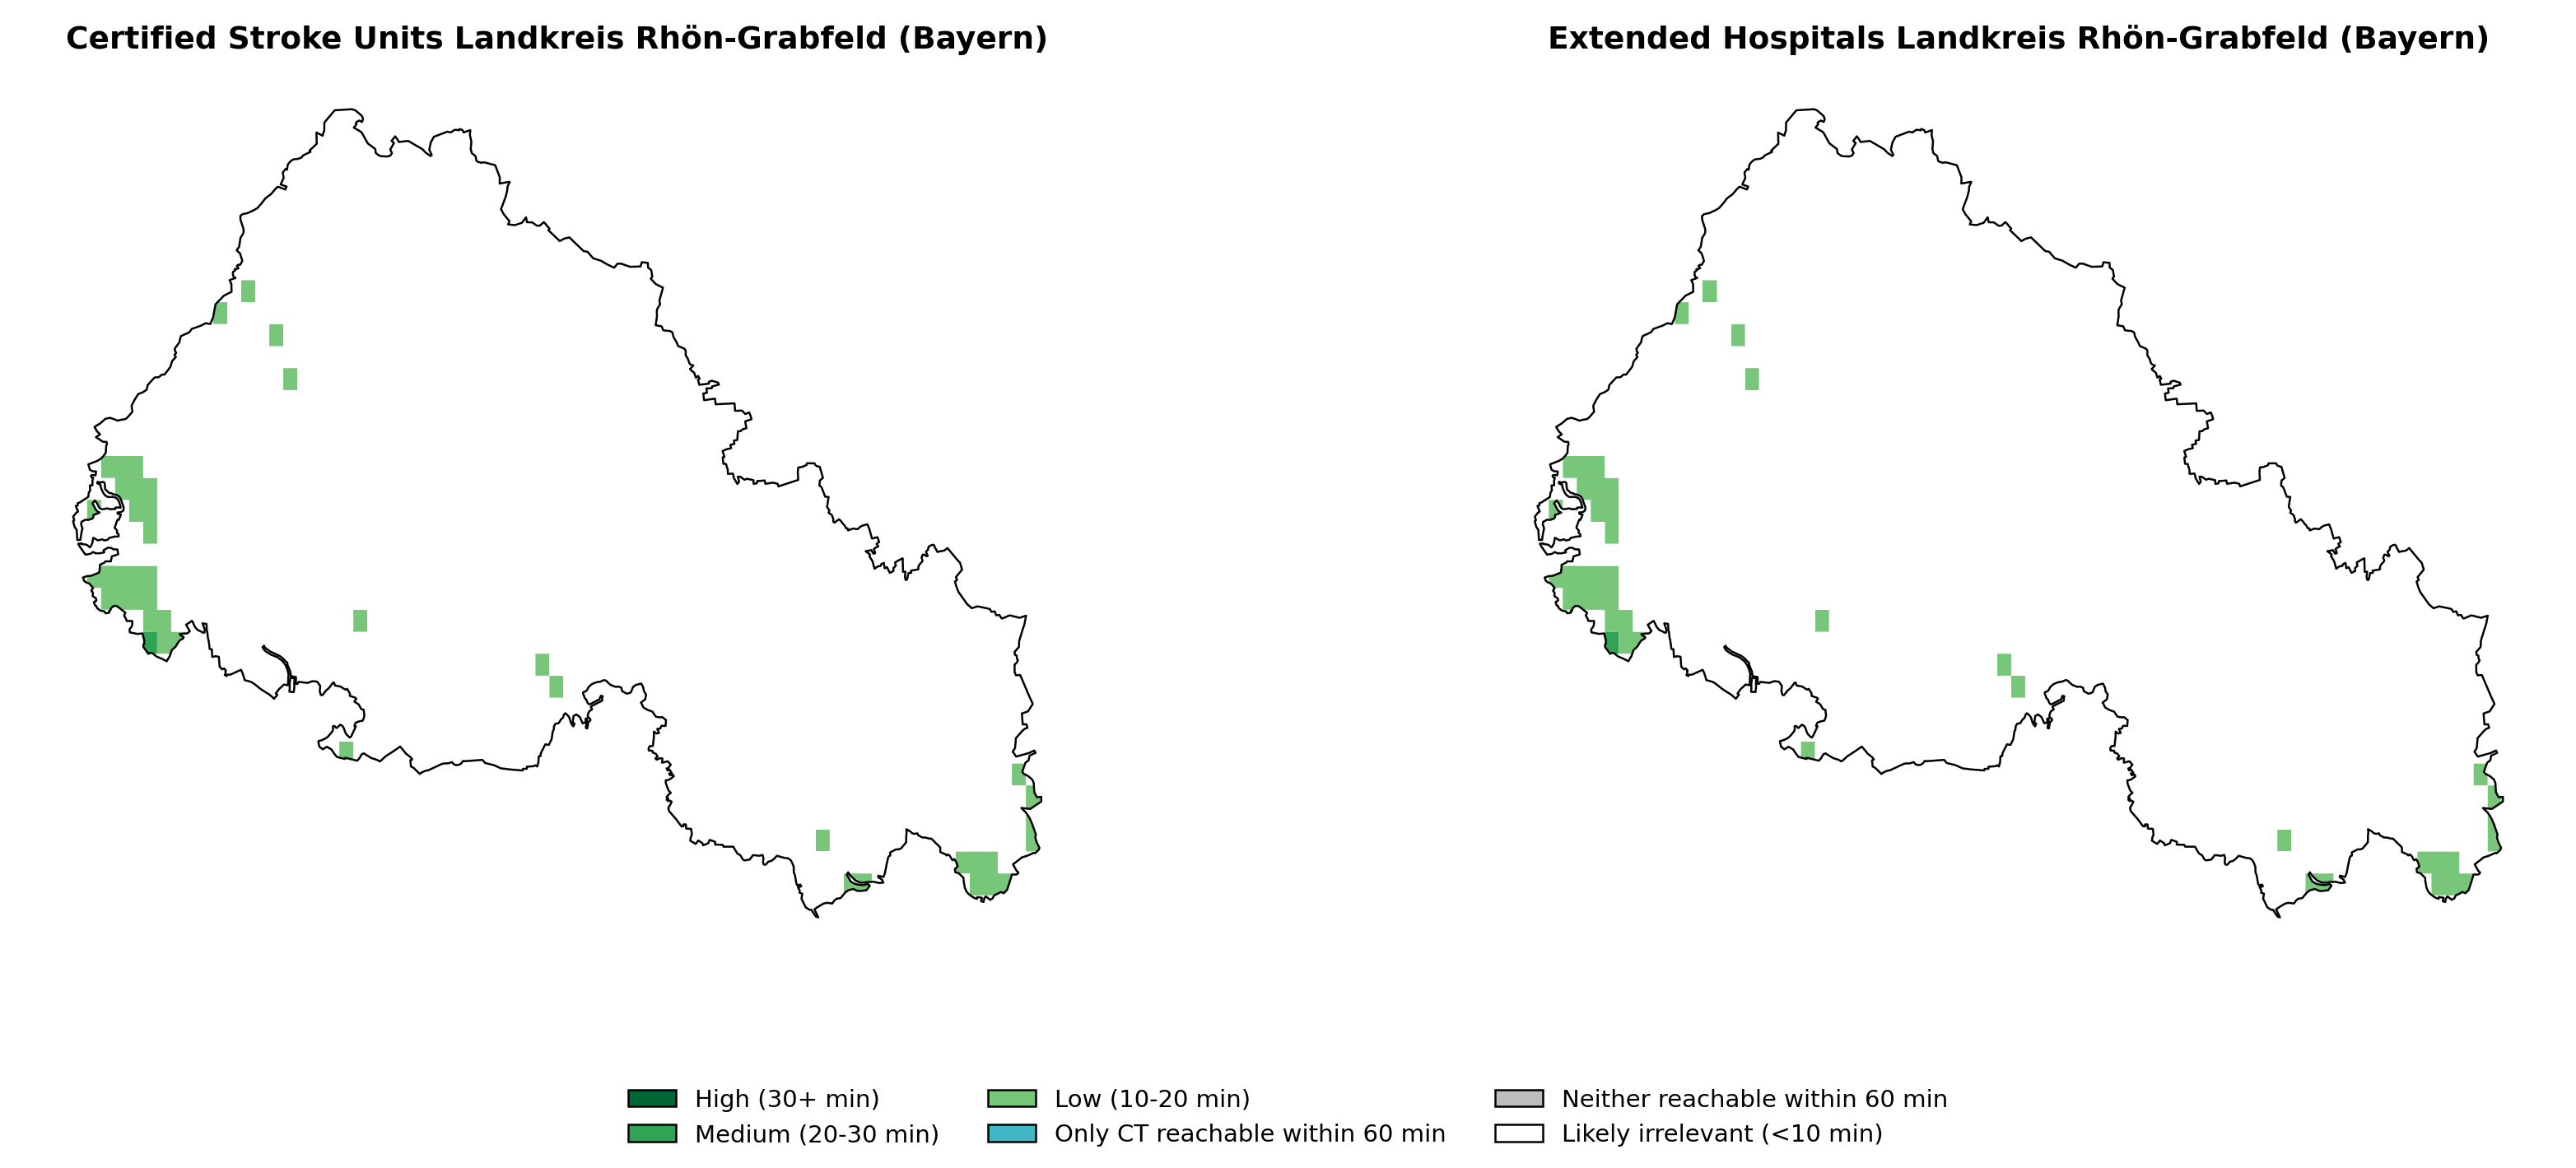 Certified Stroke Units Landkreis Rhön-Grabfeld (Bayern)
Extended Hospitals Landkreis Rhön-Grabfeld (Bayern)
High (30+ min)
Medium (20-30 min)
Low (10-20 min)
Only CT reachable within 60 min
Neither reachable within 60 min
Likely irrelevant (<10 min)